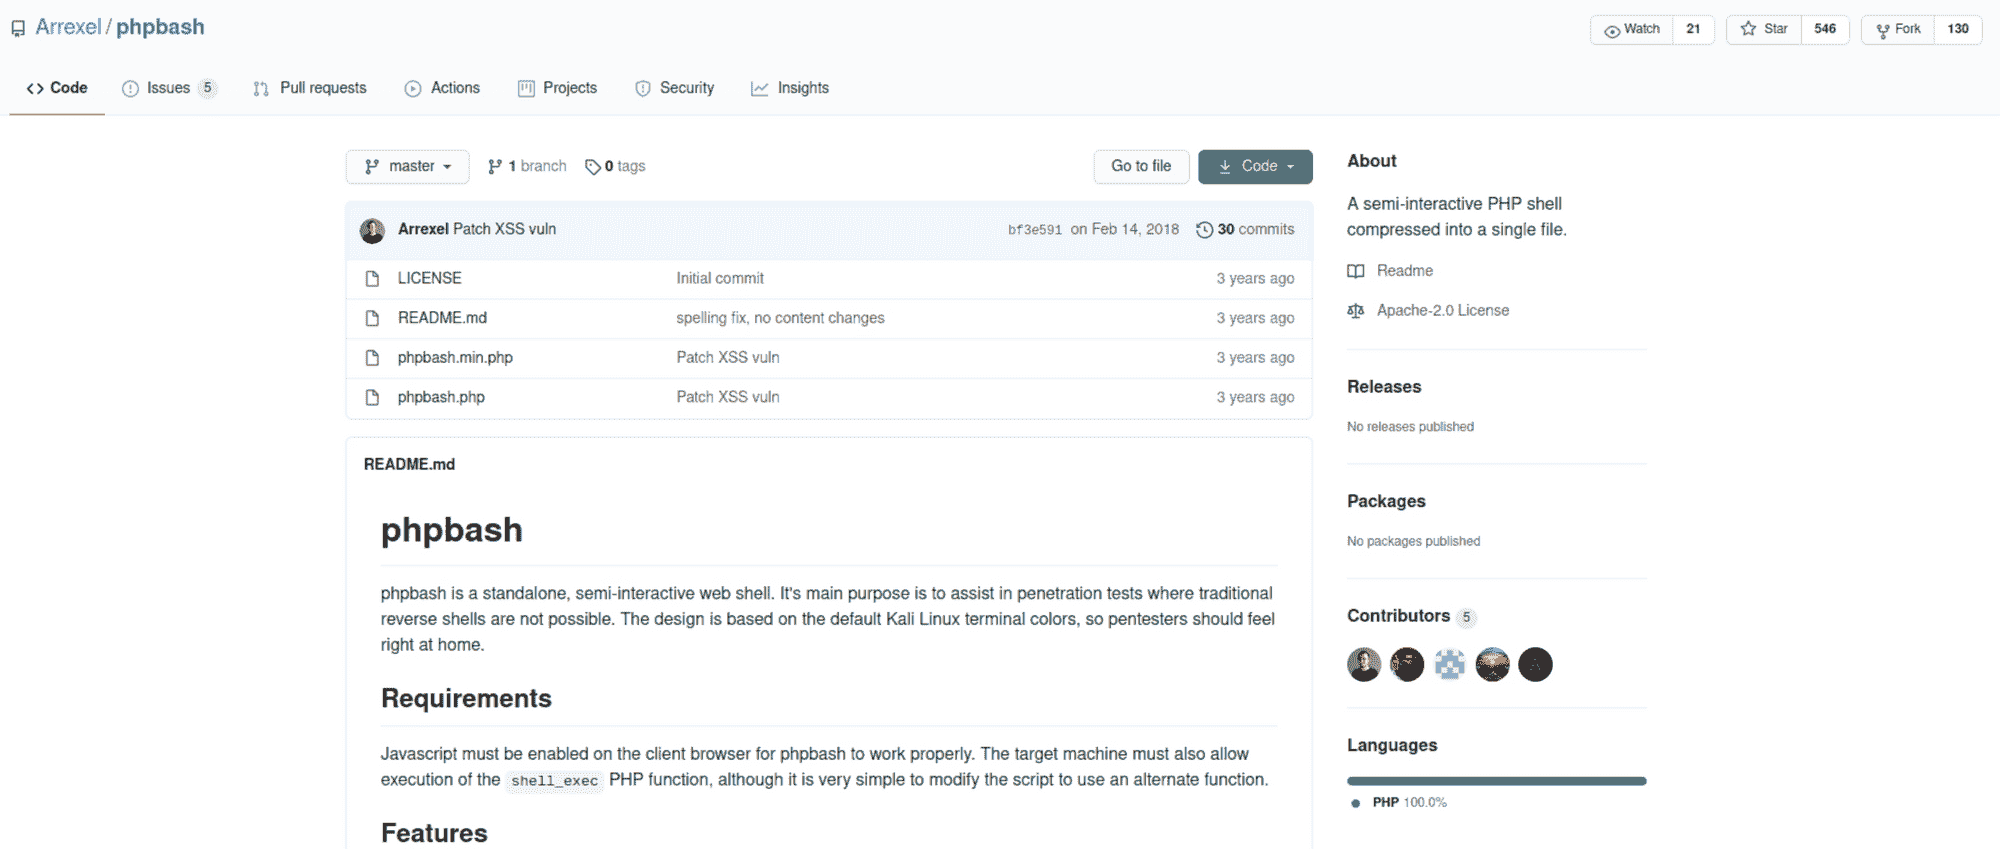 Arrexel / phpbash
Watch 21 Star 546 Fork 130
Code Issues 5 Pull requests Actions Projects Security Insights
master 1 branch 0 tags Go to file Code
Arrexel Patch XSS vuln bf3e591 on Feb 14, 2018 30 commits
LICENSE Initial commit 3 years ago
README.md spelling fix, no content changes 3 years ago
phpbash.min.php Patch XSS vuln 3 years ago
phpbash.php Patch XSS vuln 3 years ago
README.md
phpbash
phpbash is a standalone, semi-interactive web shell. It's main purpose is to assist in penetration tests where traditional
reverse shells are not possible. The design is based on the default Kali Linux terminal colors, so pentesters should feel
right at home.
Requirements
Javascript must be enabled on the client browser for phpbash to work properly. The target machine must also allow
execution of the shell_exec PHP function, although it is very simple to modify the script to use an alternate function.
Features
About
A semi-interactive PHP shell
compressed into a single file.
Readme
Apache-2.0 License
Releases
No releases published
Packages
No packages published
Contributors 5
Languages
PHP 100.0%